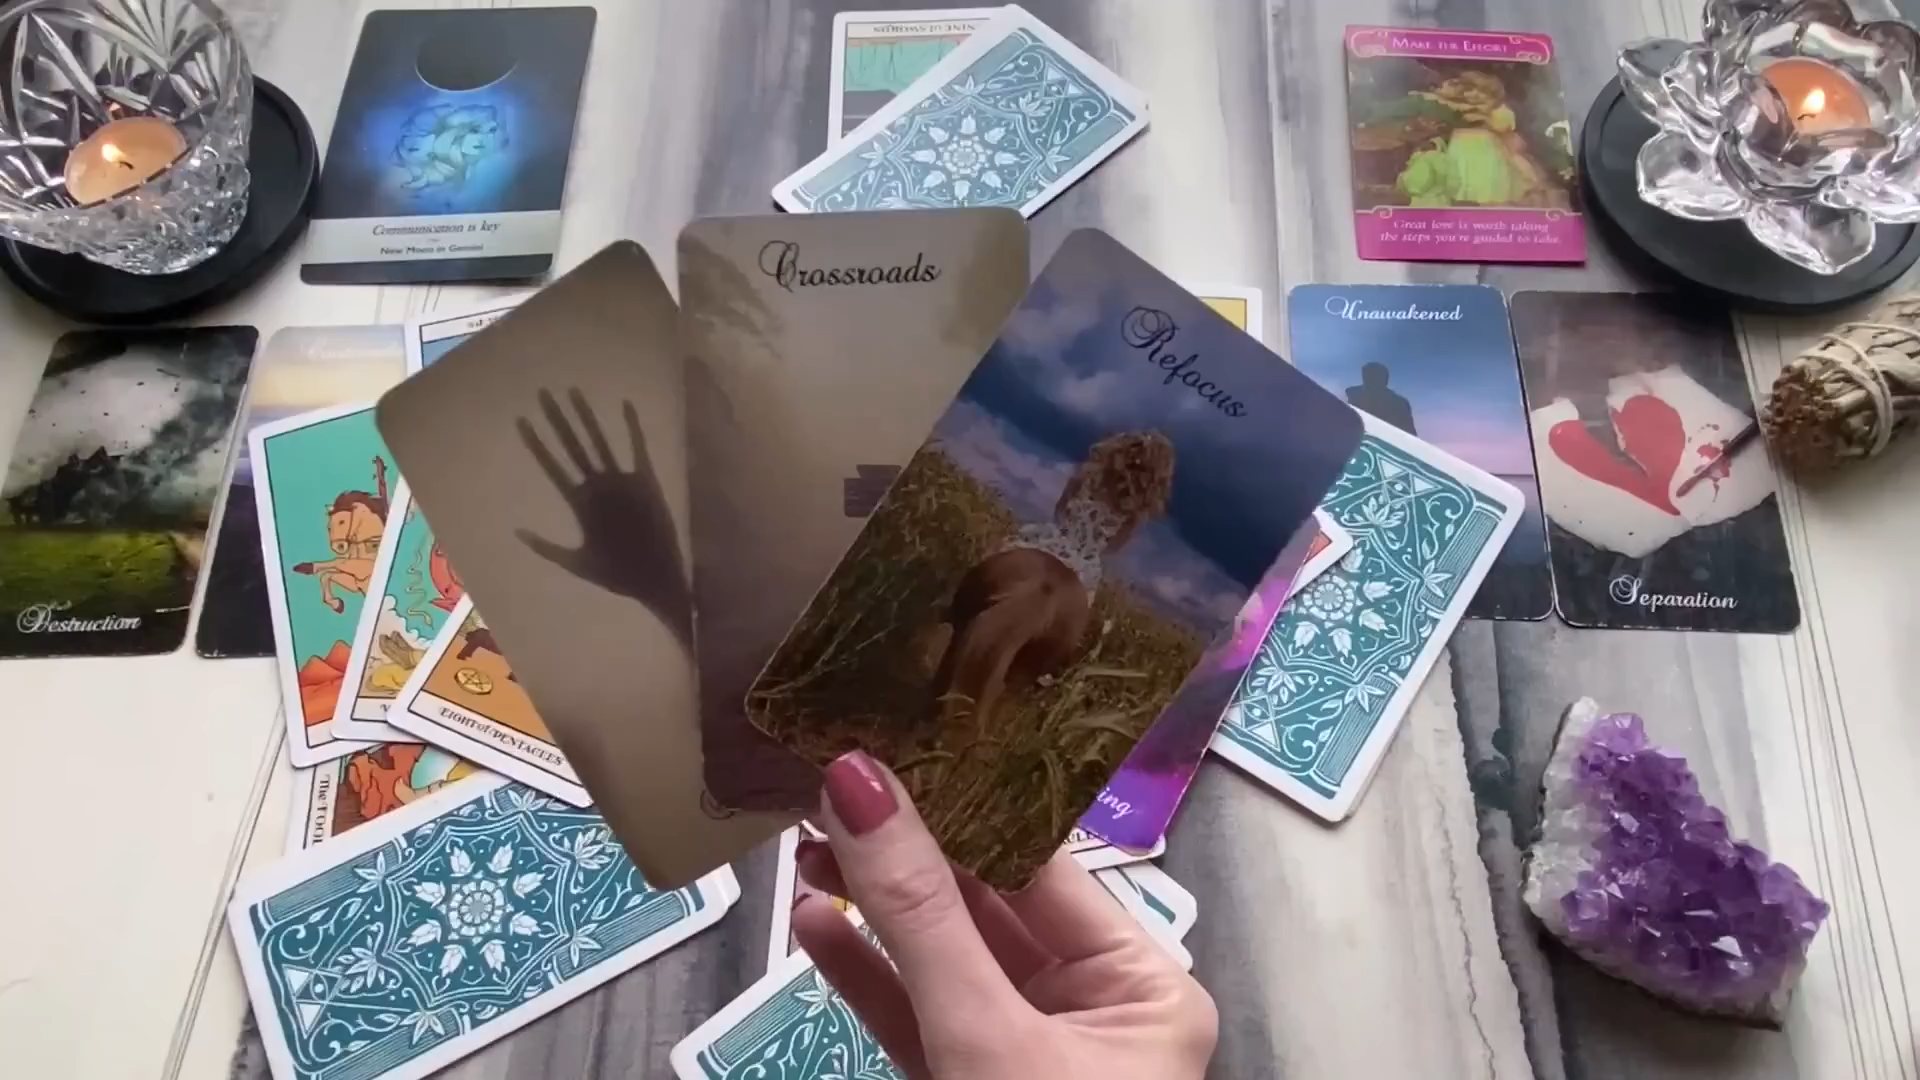 NINE of SWORDS
MAKE THE EFFORT
Great love is worth taking
the steps you're guided to take.
Communication is key
New Moon in Gemini
Crossroads
Refocus
Unawakened
Destruction
Separation
EIGHT of PENTACLES
The FOOL
ing